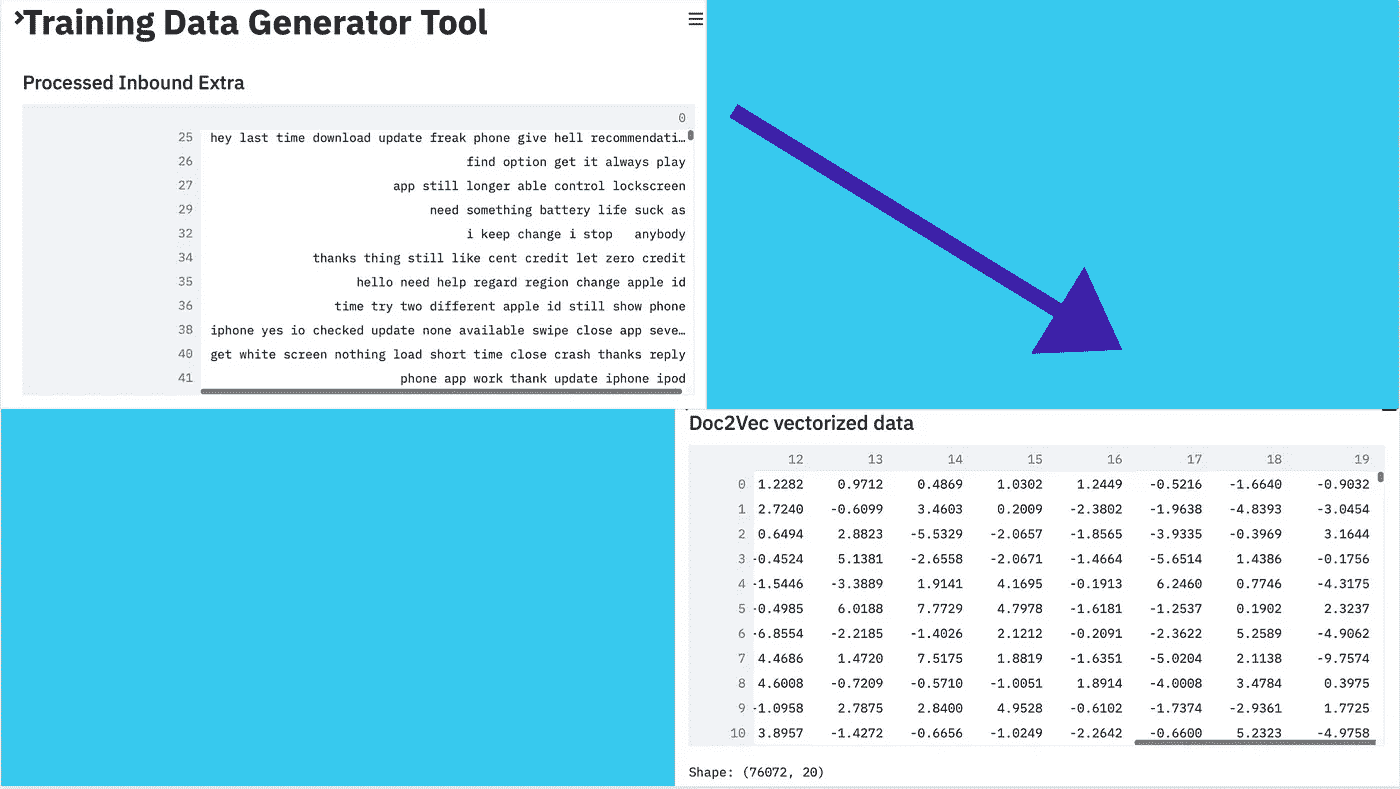 Training Data Generator Tool
Processed Inbound Extra
0
25 hey last time download update freak phone give hell recommendati…
26 find option get it always play
27 app still longer able control lockscreen
29 need something battery life suck as
32 i keep change i stop anybody
34 thanks thing still like cent credit let zero credit
35 hello need help regard region change apple id
36 time try two different apple id still show phone
38 iphone yes io checked update none available swipe close app seve…
40 get white screen nothing load short time close crash thanks reply
41 phone app work thank update iphone ipod
Doc2Vec vectorized data
12 13 14 15 16 17 18 19
0 1.2282 0.9712 0.4869 1.0302 1.2449 -0.5216 -1.6640 -0.9032
1 2.7240 -0.6099 3.4603 0.2009 -2.3802 -1.9638 -4.8393 -3.0454
2 0.6494 2.8823 -5.5329 -2.0657 -1.8565 -3.9335 -0.3969 3.1644
3 -0.4524 5.1381 -2.6558 -2.0671 -1.4664 -5.6514 1.4386 -0.1756
4 -1.5446 -3.3889 1.9141 4.1695 -0.1913 6.2460 0.7746 -4.3175
5 -0.4985 6.0188 7.7729 4.7978 -1.6181 -1.2537 0.1902 2.3237
6 -6.8554 -2.2185 -1.4026 2.1212 -0.2091 -2.3622 5.2589 -4.9062
7 4.4686 1.4720 7.5175 1.8819 -1.6351 -5.0204 2.1138 -9.7574
8 4.6008 -0.7209 -0.5710 -1.0051 1.8914 -4.0008 3.4784 0.3975
9 -1.0958 2.7875 2.8400 4.9528 -0.6102 -1.7374 -2.9361 1.7725
10 3.8957 -1.4272 -0.6656 -1.0249 -2.2642 -0.6600 5.2323 -4.9758
Shape: (76072, 20)